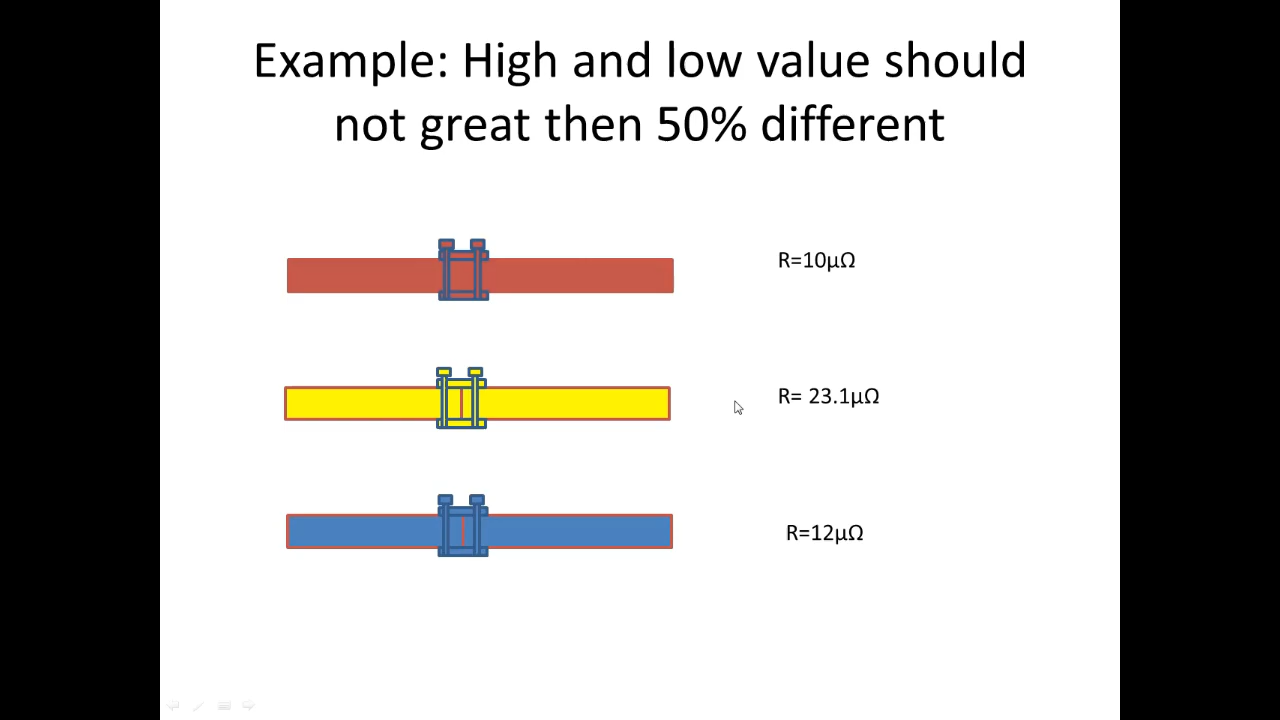 Example: High and low value should
not great then 50% different
R=10µΩ
R= 23.1µΩ
R=12µΩ